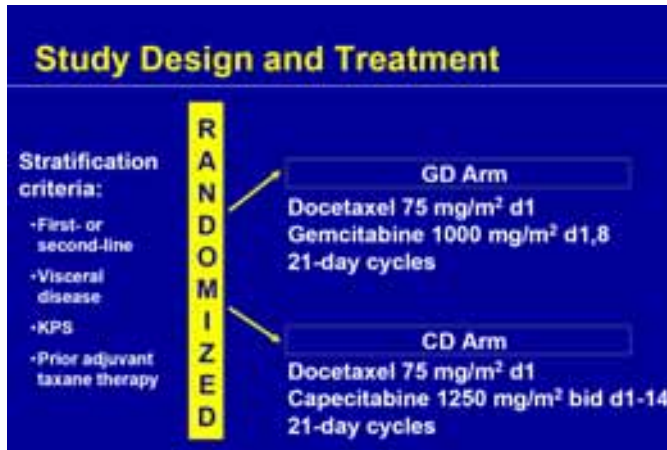 Study Design and Treatment
Stratification
criteria:
•First- or
second-line
•Visceral
disease
•KPS
•Prior adjuvant
taxane therapy
R
A
N
D
O
M
I
Z
E
D
GD Arm
Docetaxel 75 mg/m² d1
Gemcitabine 1000 mg/m² d1,8
21-day cycles
CD Arm
Docetaxel 75 mg/m² d1
Capecitabine 1250 mg/m² bid d1-14
21-day cycles